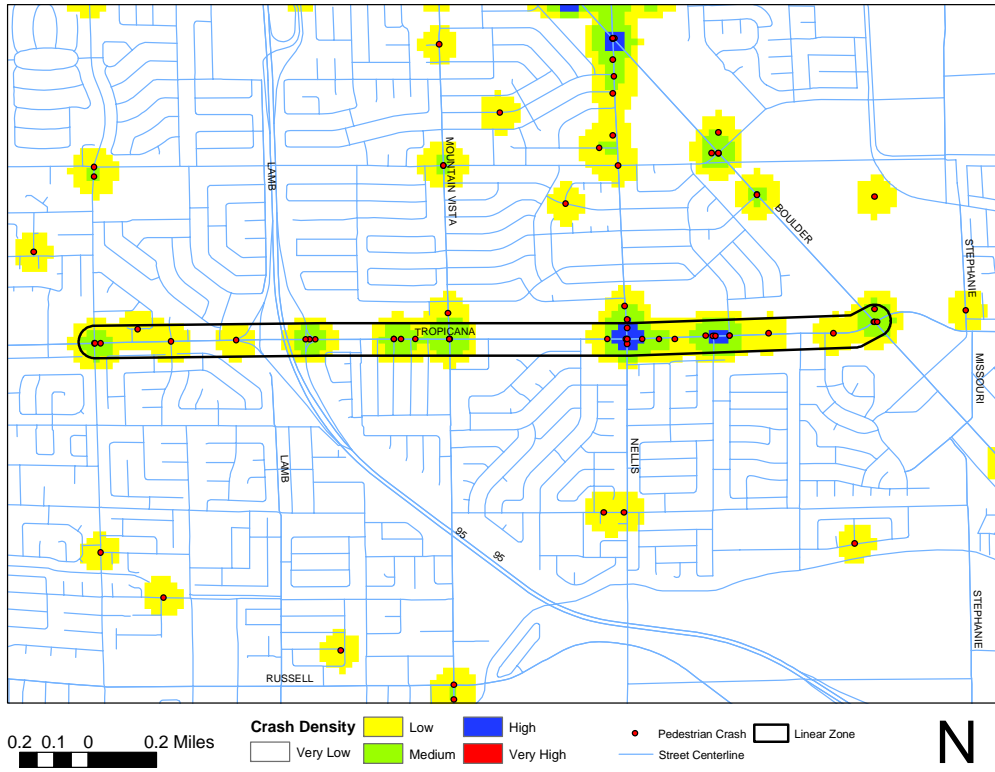 LAMB
MOUNTAIN VISTA
BOULDER
STEPHANIE
TROPICANA
MISSOURI
LAMB
NELLIS
95
95
STEPHANIE
RUSSELL
Crash Density
Low
High
Very Low
Medium
Very High
Pedestrian Crash
Linear Zone
Street Centerline
0.2 0.1 0 0.2 Miles
N